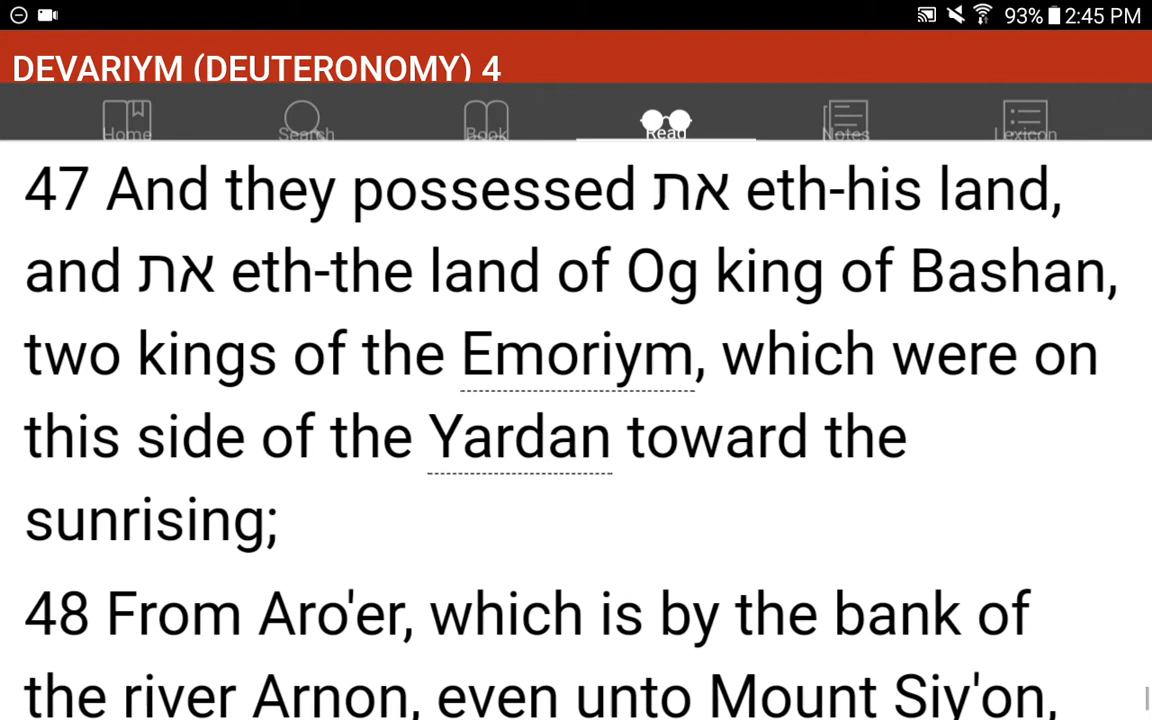 93% 2:45 PM
DEVARIYM (DEUTERONOMY) 4
Home Search Book Read Notes Lexicon
47 And they possessed את eth-his land,
and את eth-the land of Og king of Bashan,
two kings of the Emoriym, which were on
this side of the Yardan toward the
sunrising;
48 From Aro'er, which is by the bank of
the river Arnon, even unto Mount Siy'on,